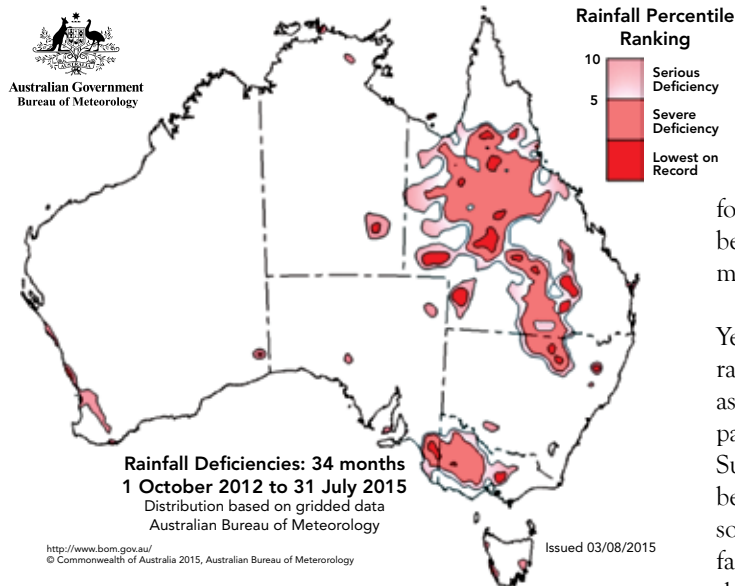 Australian Government
Bureau of Meteorology
Rainfall Percentile
Ranking
10
Serious
Deficiency
5
Severe
Deficiency
Lowest on
Record
Rainfall Deficiencies: 34 months
1 October 2012 to 31 July 2015
Distribution based on gridded data
Australian Bureau of Meteorology
http://www.bom.gov.au/
© Commonwealth of Australia 2015, Australian Bureau of Meterorology
Issued 03/08/2015
fo
be
m
Ye
ra
as
pa
Su
be
so
fa